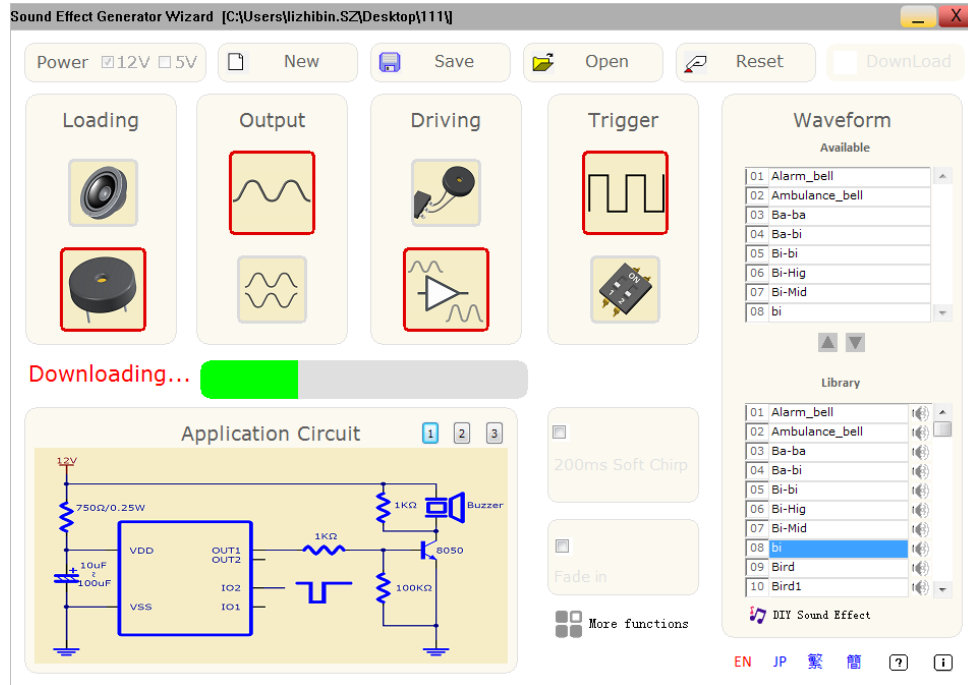 Sound Effect Generator Wizard [C:\Users\lizhibin.SZ\Desktop\111\]
X
Power 12V 5V New Save Open Reset DownLoad
Loading Output Driving Trigger Waveform
Available
01 Alarm_bell
02 Ambulance_bell
03 Ba-ba
04 Ba-bi
05 Bi-bi
06 Bi-Hig
07 Bi-Mid
08 bi
ON
1 2
Downloading...
Library
01 Alarm_bell
02 Ambulance_bell
03 Ba-ba
04 Ba-bi
05 Bi-bi
06 Bi-Hig
07 Bi-Mid
08 bi
09 Bird
10 Bird1
DIY Sound Effect
Application Circuit 1 2 3
12V
750Ω/0.25W
1KΩ
Buzzer
1KΩ
VDD
OUT1
OUT2
8050
10uF
≀
100uF
IO2
100KΩ
VSS
IO1
200ms Soft Chirp
Fade in
More functions
EN JP 繁 簡 ? i